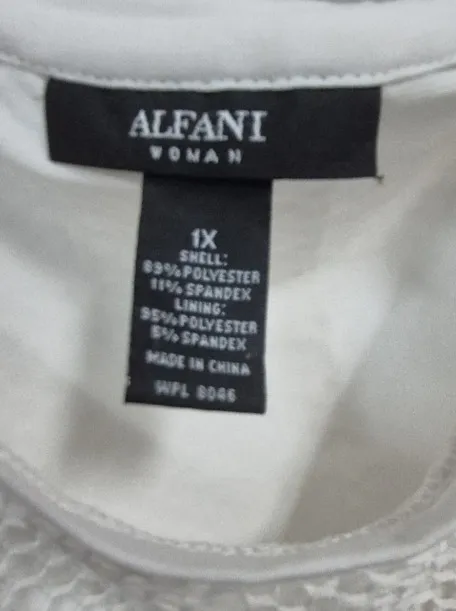 ALFANI
WOMAN
1X
SHELL:
89% POLYESTER
11% SPANDEX
LINING:
95% POLYESTER
5% SPANDEX
MADE IN CHINA
WPL 8046